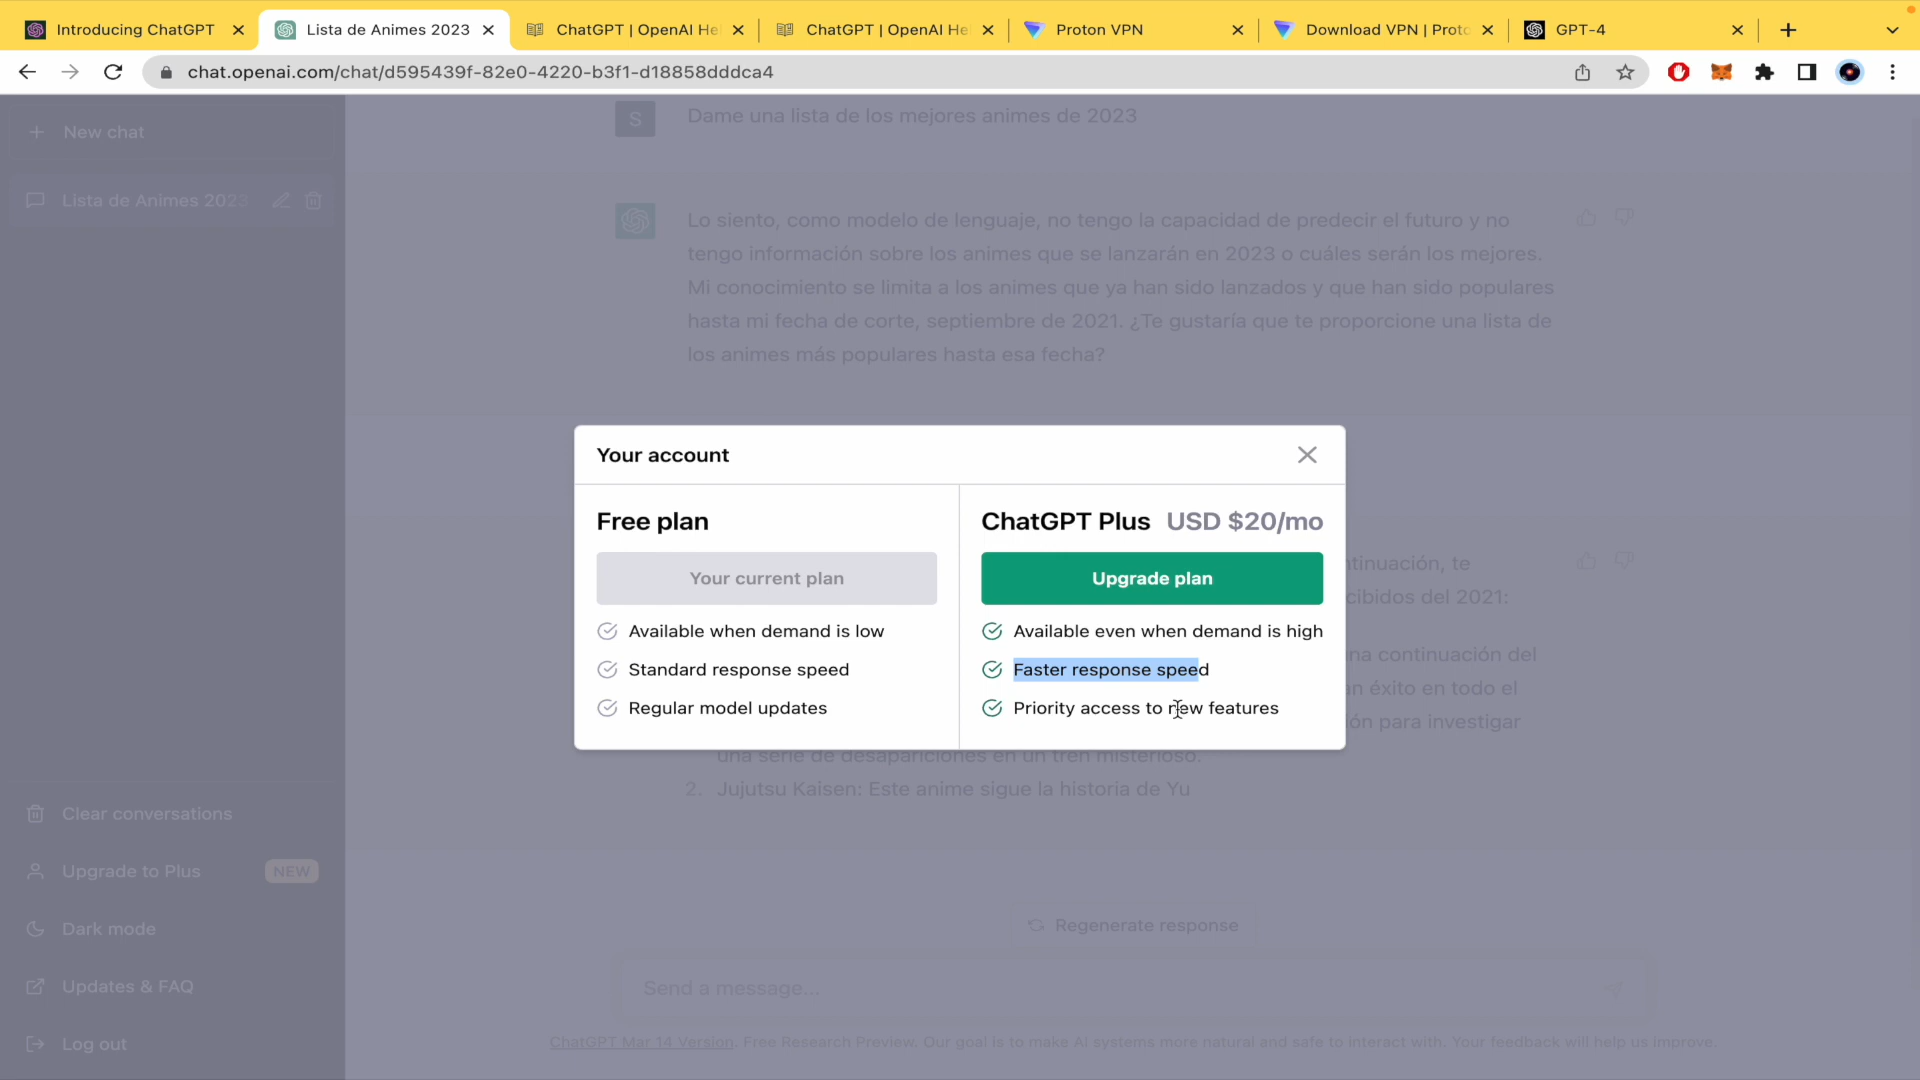 Introducing ChatGPT
Lista de Animes 2023
ChatGPT | OpenAI He
ChatGPT | OpenAI He
Proton VPN
Download VPN | Proto
GPT-4
chat.openai.com/chat/d595439f-82e0-4220-b3f1-d18858dddca4
New chat
Lista de Animes 2023
Clear conversations
Upgrade to Plus NEW
Dark mode
Updates & FAQ
Log out
S
Dame una lista de los mejores animes de 2023
Lo siento, como modelo de lenguaje, no tengo la capacidad de predecir el futuro y no
tengo información sobre los animes que se lanzarán en 2023 o cuáles serán los mejores.
Mi conocimiento se limita a los animes que ya han sido lanzados y que han sido populares
hasta mi fecha de corte, septiembre de 2021. ¿Te gustaría que te proporcione una lista de
los animes más populares hasta esa fecha?
Your account
Free plan
Your current plan
Available when demand is low
Standard response speed
Regular model updates
ChatGPT Plus USD $20/mo
Upgrade plan
Available even when demand is high
Faster response speed
Priority access to new features
ntinuación, te
cibidos del 2021:
na continuación del
n éxito en todo el
ón para investigar
una serie de desapariciones en un tren misterioso.
2. Jujutsu Kaisen: Este anime sigue la historia de Yu
Regenerate response
Send a message...
ChatGPT Mar 14 Version. Free Research Preview. Our goal is to make AI systems more natural and safe to interact with. Your feedback will help us improve.